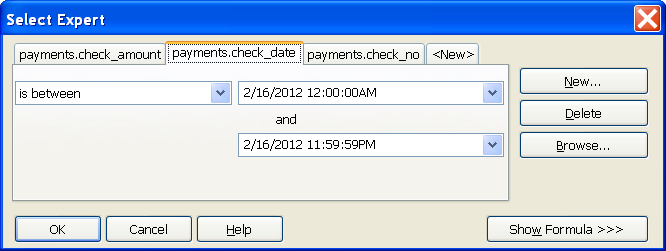 Select Expert
payments.check_amount payments.check_date payments.check_no <New>
is between 2/16/2012 12:00:00AM New...
and Delete
2/16/2012 11:59:59PM Browse...
OK Cancel Help Show Formula >>>